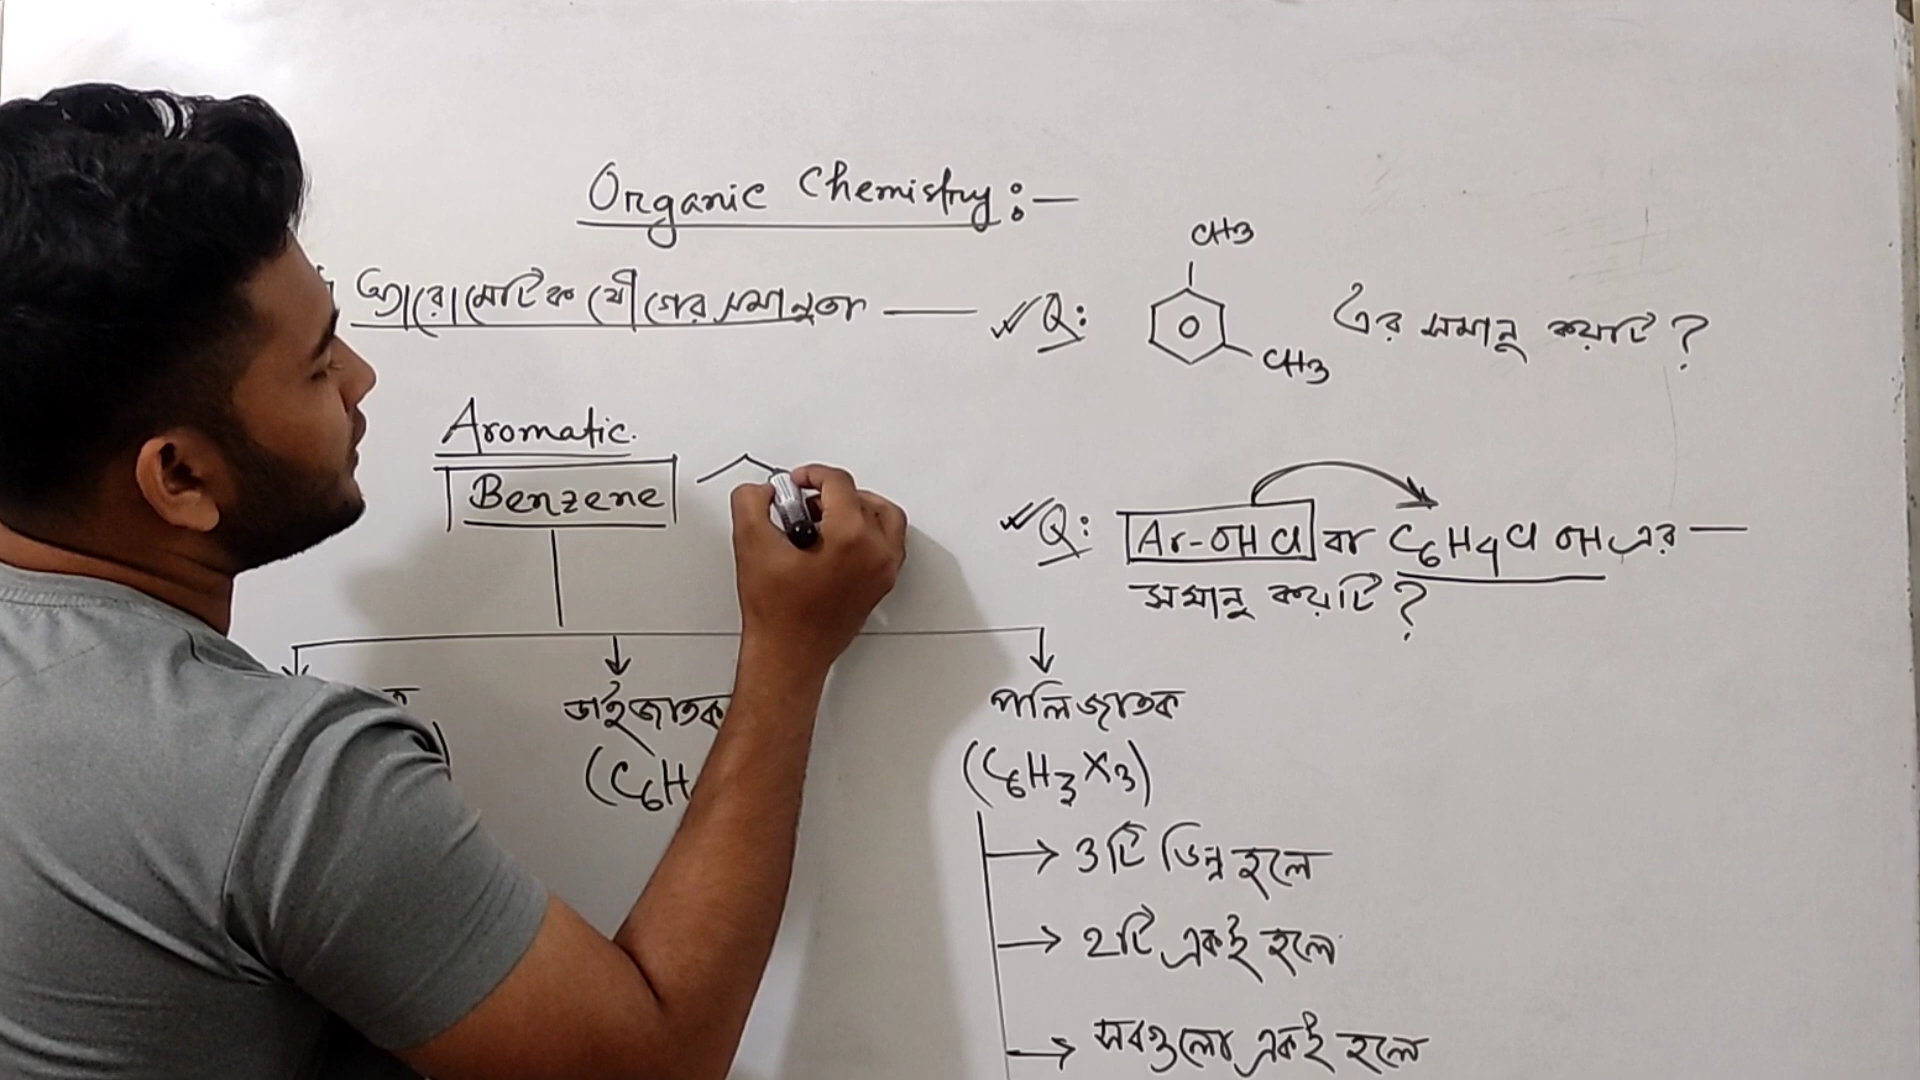 Organic Chemistry :—
অ্যারোমেটিক যৌগের সমানুতা —
Aromatic.
Benzene
ডাইজাতক
(C6H
পলিজাতক
(C6H3X3)
→ 3টি ভিন্ন হলে
→ 2টি একই হলে
→ সবগুলো একই হলে
Q: CH3 CH3 এর সমানু কয়টি ?
Q: Ar-OH Cl বা C6H4Cl OH এর —
সমানু কয়টি ?